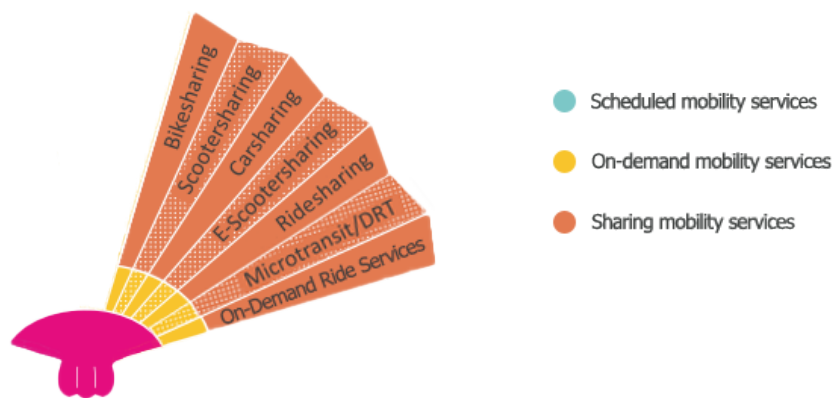 Bikesharing
Scootersharing
Carsharing
E-Scootersharing
Ridesharing
Microtransit/DRT
On-Demand Ride Services
Scheduled mobility services
On-demand mobility services
Sharing mobility services